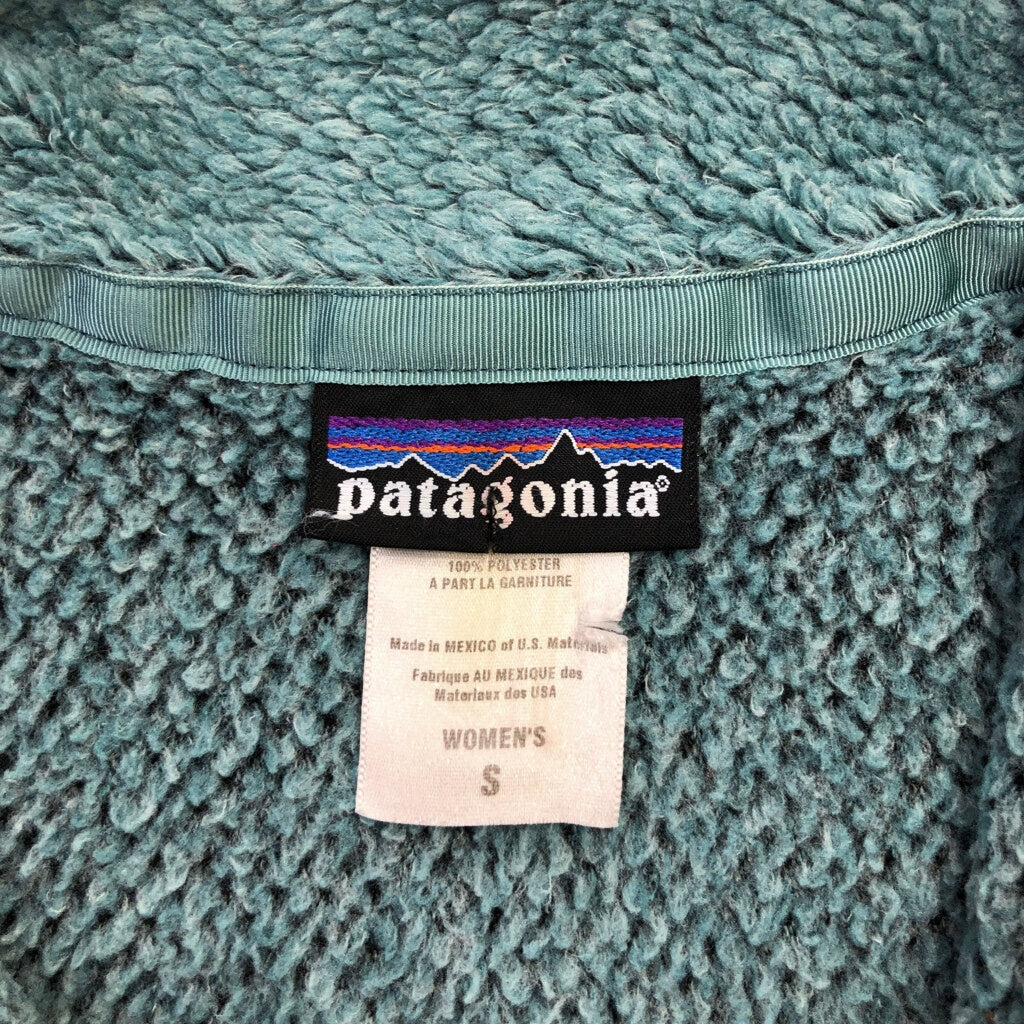 patagonia®
100% POLYESTER
A PART LA GARNITURE
Made in MEXICO of U.S. Materials
Fabrique AU MEXIQUE des
Materiaux des USA
WOMEN'S
S